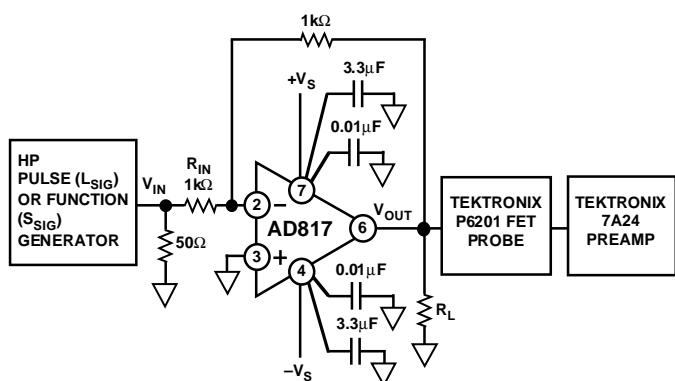 1kΩ
3.3µF
+VS
0.01µF
HP
PULSE (LSIG)
OR FUNCTION
(SSIG)
GENERATOR
VIN
RIN
1kΩ
50Ω
2
−
7
AD817
3
+
4
6
VOUT
TEKTRONIX
P6201 FET
PROBE
TEKTRONIX
7A24
PREAMP
0.01µF
3.3µF
RL
−VS